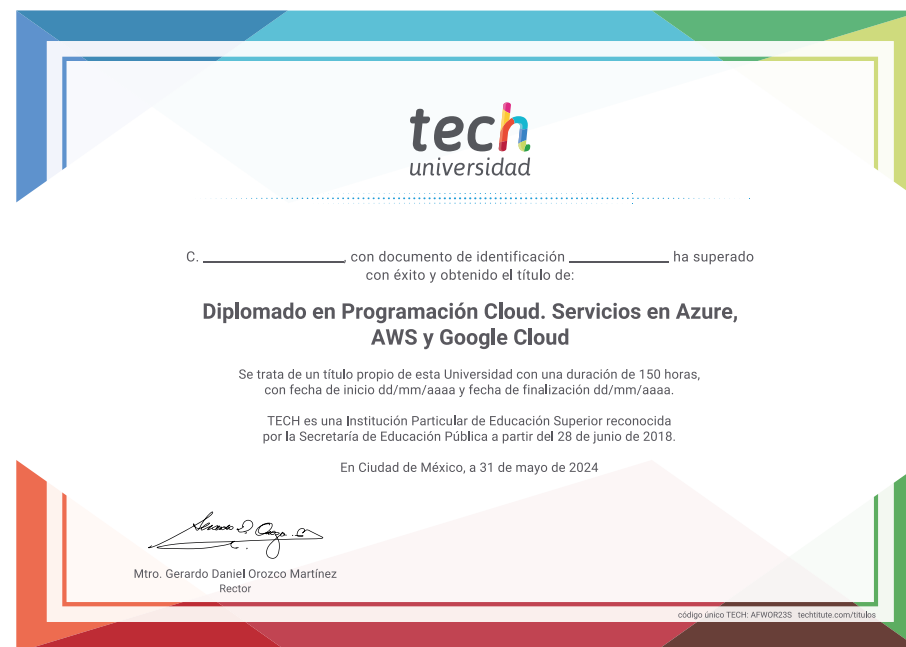 tech
universidad
C. ____________, con documento de identificación ____________ ha superado
con éxito y obtenido el título de:
Diplomado en Programación Cloud. Servicios en Azure,
AWS y Google Cloud
Se trata de un título propio de esta Universidad con una duración de 150 horas,
con fecha de inicio dd/mm/aaaa y fecha de finalización dd/mm/aaaa.
TECH es una Institución Particular de Educación Superior reconocida
por la Secretaría de Educación Pública a partir del 28 de junio de 2018.
En Ciudad de México, a 31 de mayo de 2024
Mtro. Gerardo Daniel Orozco Martínez
Rector
código único TECH: AFWOR23S techtitute.com/titulos